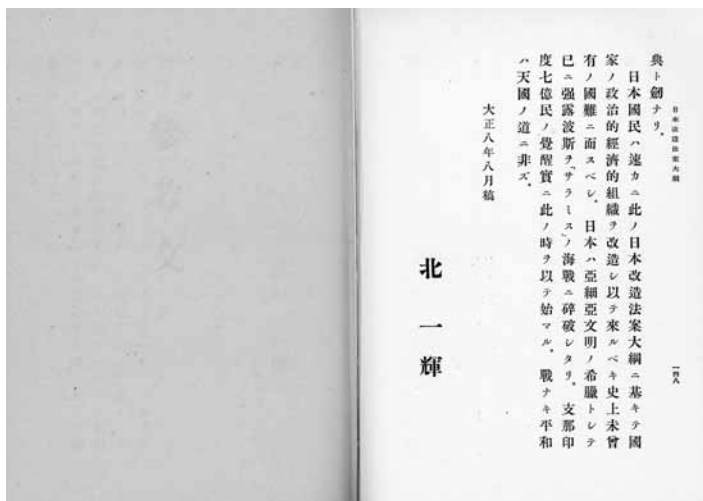 日本改造法案大綱
一四八
典ト劒ナリ。
日本國民ハ速カニ此ノ日本改造法案大綱ニ基キテ國
家ノ政治的經濟的組織ヲ改造シ以テ來ルベキ史上未曾
有ノ國難ニ面スベシ。日本ハ亞細亞文明ノ希臘トシテ
已ニ强露波斯ヲ「サラミス」ノ海戰ニ碎破シタリ。支那印
度七億民ノ覺醒實ニ此ノ時ヲ以テ始マル。戰ナキ平和
ハ天國ノ道ニ非ズ。
大正八年八月稿
北一輝